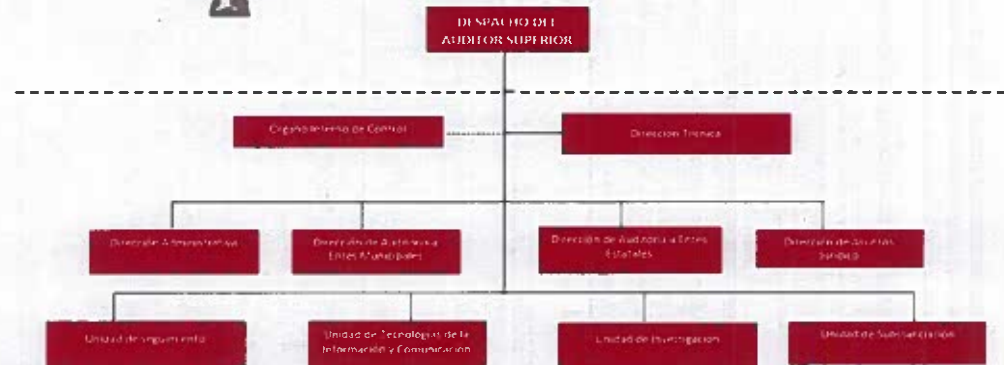 DESPACHO DEL
AUDITOR SUPERIOR
Órgano Interno de Control
Dirección Técnica
Dirección Administrativa
Dirección de Auditoría a
Entes Municipales
Dirección de Auditoría a Entes
Estatales
Dirección de Asuntos
Jurídico
Unidad de Seguimiento
Unidad de Tecnologías de la
Información y Comunicación
Unidad de Investigación
Unidad de Substanciación